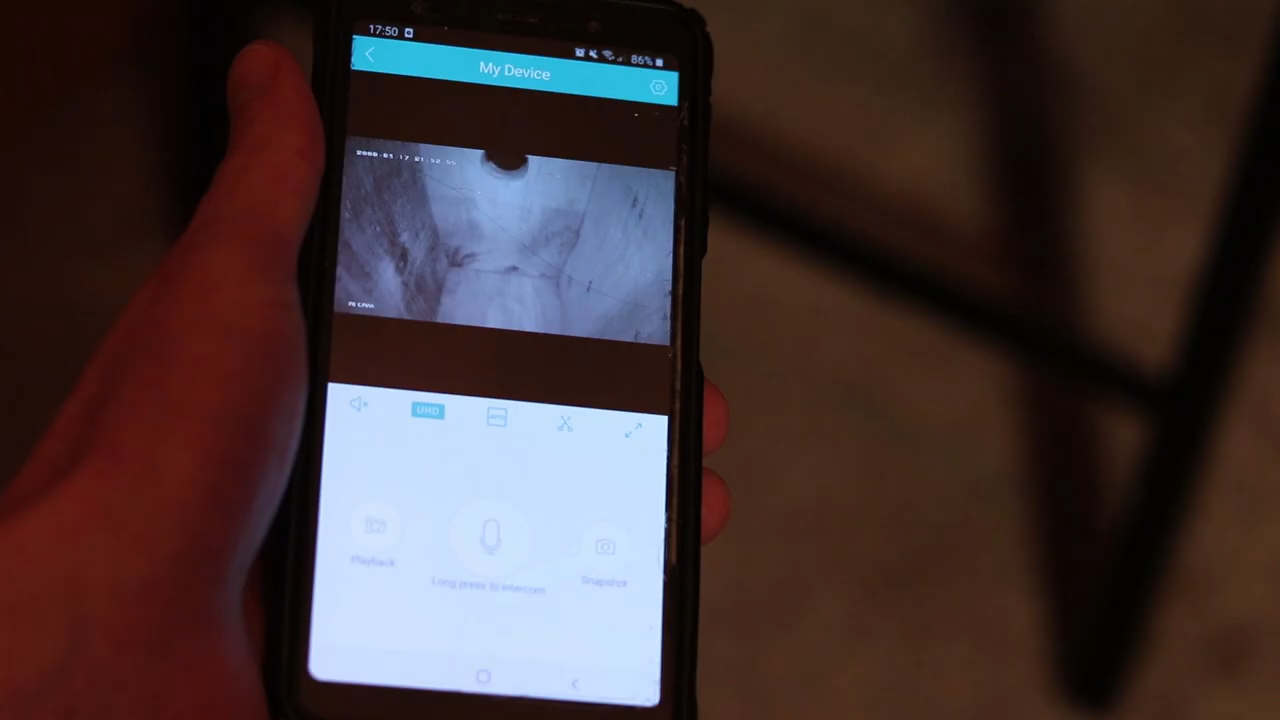 17:50
86%
My Device
UHD
Playback
Long press to intercom
Snapshot